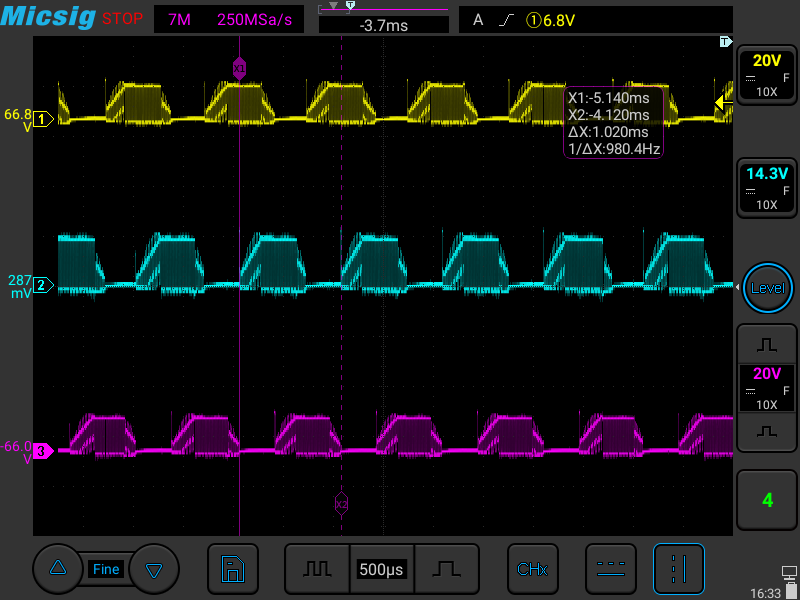 Micsig STOP 7M 250MSa/s T -3.7ms A ①6.8V
T
X1
20V
F
10X
X1:-5.140ms
X2:-4.120ms
ΔX:1.020ms
1/ΔX:980.4Hz
66.8
V
1
14.3V
F
10X
287
mV
2
Level
20V
F
10X
-66.0
V
3
X2
4
Fine
500μs
CHx
16:33